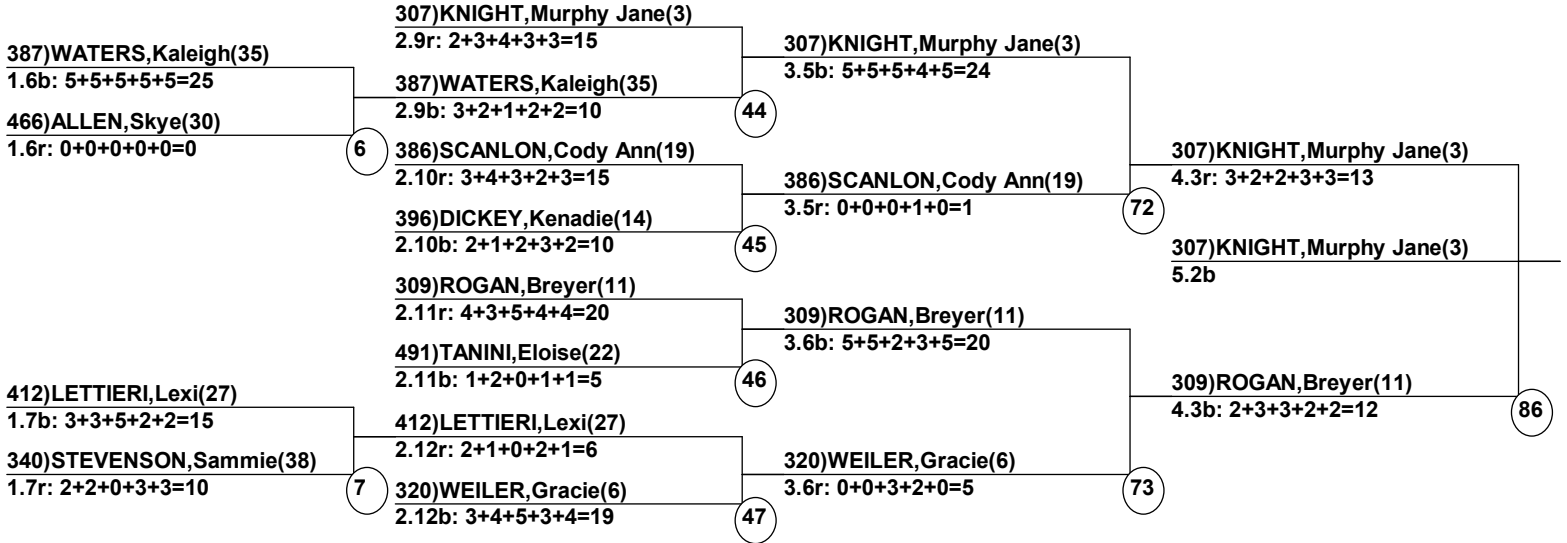 387)WATERS,Kaleigh(35)
1.6b: 5+5+5+5+5=25
466)ALLEN,Skye(30)
1.6r: 0+0+0+0+0=0
6
412)LETTIERI,Lexi(27)
1.7b: 3+3+5+2+2=15
340)STEVENSON,Sammie(38)
1.7r: 2+2+0+3+3=10
7
307)KNIGHT,Murphy Jane(3)
2.9r: 2+3+4+3+3=15
387)WATERS,Kaleigh(35)
2.9b: 3+2+1+2+2=10
44
386)SCANLON,Cody Ann(19)
2.10r: 3+4+3+2+3=15
396)DICKEY,Kenadie(14)
2.10b: 2+1+2+3+2=10
45
309)ROGAN,Breyer(11)
2.11r: 4+3+5+4+4=20
491)TANINI,Eloise(22)
2.11b: 1+2+0+1+1=5
46
412)LETTIERI,Lexi(27)
2.12r: 2+1+0+2+1=6
320)WEILER,Gracie(6)
2.12b: 3+4+5+3+4=19
47
307)KNIGHT,Murphy Jane(3)
3.5b: 5+5+5+4+5=24
386)SCANLON,Cody Ann(19)
3.5r: 0+0+0+1+0=1
72
309)ROGAN,Breyer(11)
3.6b: 5+5+2+3+5=20
320)WEILER,Gracie(6)
3.6r: 0+0+3+2+0=5
73
307)KNIGHT,Murphy Jane(3)
4.3r: 3+2+2+3+3=13
309)ROGAN,Breyer(11)
4.3b: 2+3+3+2+2=12
86
307)KNIGHT,Murphy Jane(3)
5.2b